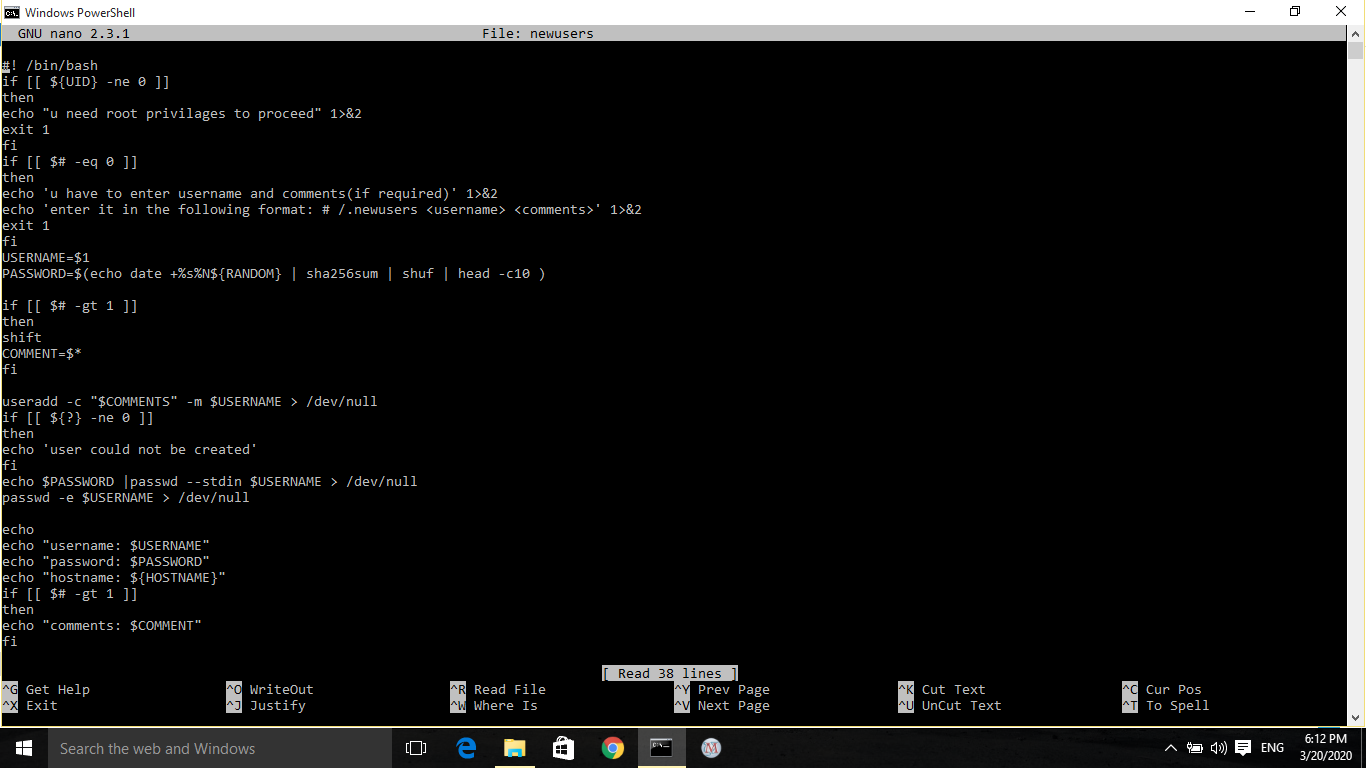 Windows PowerShell
GNU nano 2.3.1 File: newusers
#! /bin/bash
if [[ ${UID} -ne 0 ]]
then
echo "u need root privilages to proceed" 1>&2
exit 1
fi
if [[ $# -eq 0 ]]
then
echo 'u have to enter username and comments(if required)' 1>&2
echo 'enter it in the following format: # /.newusers <username> <comments>' 1>&2
exit 1
fi
USERNAME=$1
PASSWORD=$(echo date +%s%N${RANDOM} | sha256sum | shuf | head -c10 )
if [[ $# -gt 1 ]]
then
shift
COMMENT=$*
fi
useradd -c "$COMMENTS" -m $USERNAME > /dev/null
if [[ ${?} -ne 0 ]]
then
echo 'user could not be created'
fi
echo $PASSWORD |passwd --stdin $USERNAME > /dev/null
passwd -e $USERNAME > /dev/null
echo
echo "username: $USERNAME"
echo "password: $PASSWORD"
echo "hostname: ${HOSTNAME}"
if [[ $# -gt 1 ]]
then
echo "comments: $COMMENT"
fi
[ Read 38 lines ]
^G Get Help ^O WriteOut ^R Read File ^Y Prev Page ^K Cut Text ^C Cur Pos
^X Exit ^J Justify ^W Where Is ^V Next Page ^U UnCut Text ^T To Spell
Search the web and Windows
ENG
6:12 PM
3/20/2020